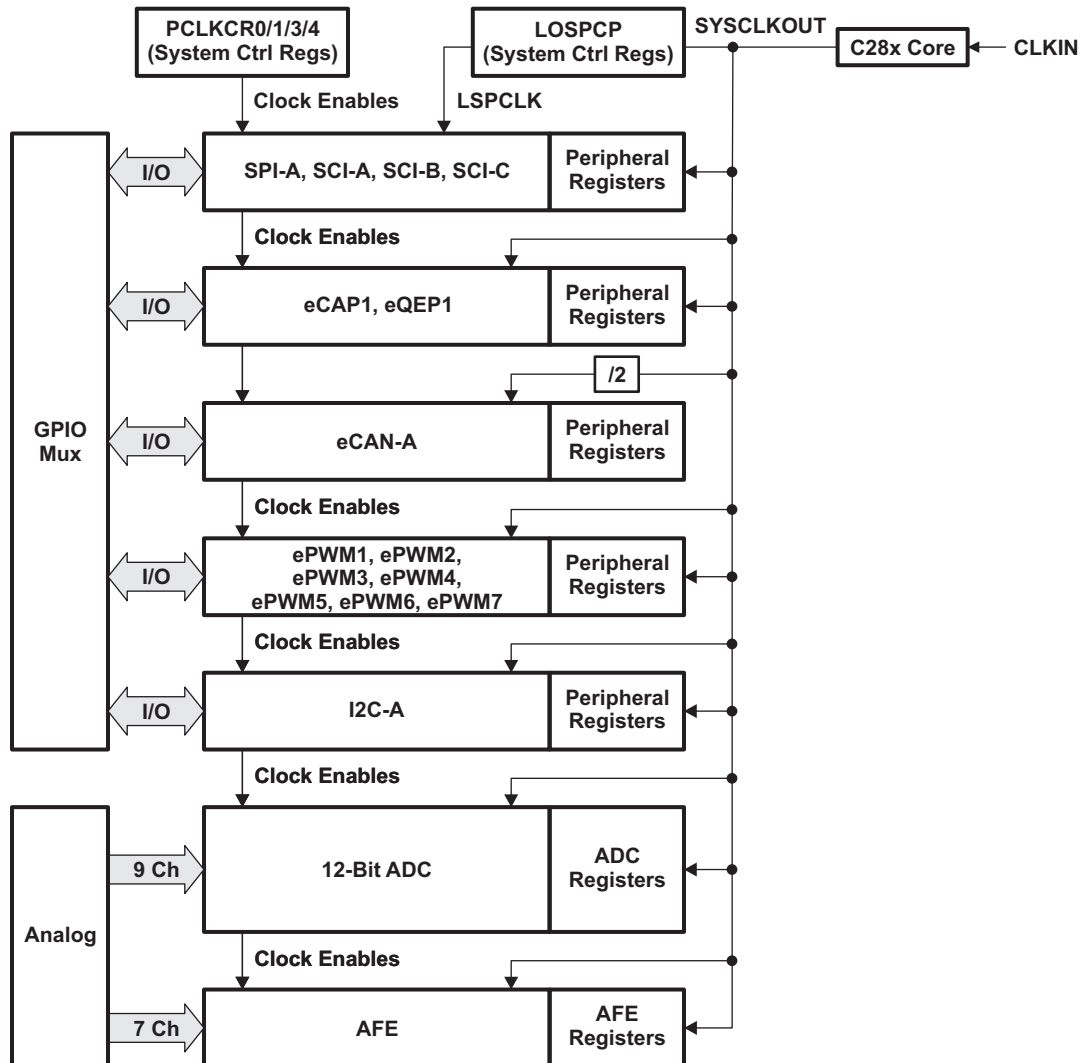 PCLKCR0/1/3/4
(System Ctrl Regs)
LOSPCP
(System Ctrl Regs)
SYSCLKOUT
C28x Core
CLKIN
Clock Enables
LSPCLK
I/O
SPI-A, SCI-A, SCI-B, SCI-C
Peripheral
Registers
Clock Enables
I/O
eCAP1, eQEP1
Peripheral
Registers
/2
GPIO
Mux
I/O
eCAN-A
Peripheral
Registers
Clock Enables
I/O
ePWM1, ePWM2,
ePWM3, ePWM4,
ePWM5, ePWM6, ePWM7
Peripheral
Registers
Clock Enables
I/O
I2C-A
Peripheral
Registers
Clock Enables
9 Ch
12-Bit ADC
ADC
Registers
Analog
Clock Enables
7 Ch
AFE
AFE
Registers